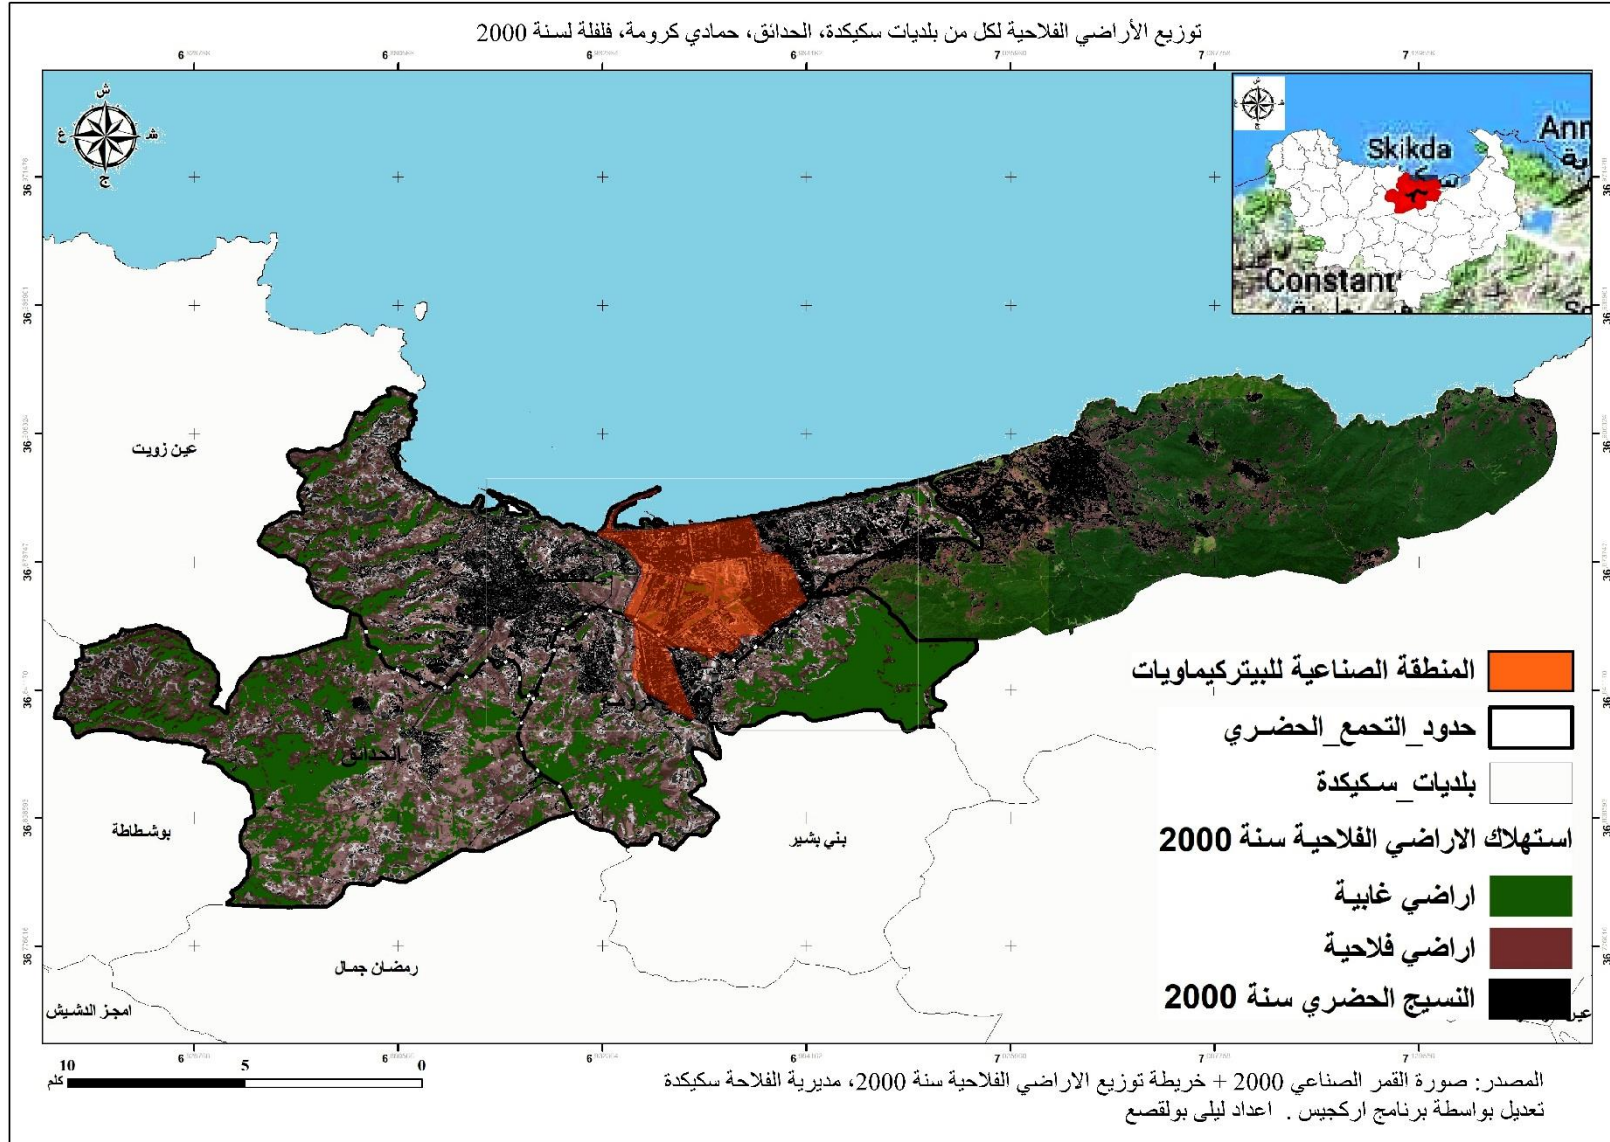 توزيع الأراضي الفلاحية لكل من بلديات سكيكدة، الحدائق، حمادي كرومة، فلفلة لسنة 2000
ش
غ
ش
ج
Skikda
Ann
Constant
عين زويت
الحدائق
بوشطاطة
بني بشير
رمضان جمال
امجز الدشيش
المنطقة الصناعية للبيتركيماويات
حدود_التحمع_الحضري
بلديات_سكيكدة
استهلاك الاراضي الفلاحية سنة 2000
اراضي غابية
اراضي فلاحية
النسيج الحضري سنة 2000
10 5 0
كلم
المصدر: صورة القمر الصناعي 2000 + خريطة توزيع الاراضي الفلاحية سنة 2000، مديرية الفلاحة سكيكدة
تعديل بواسطة برنامج اركجيس . اعداد ليلى بولقصع